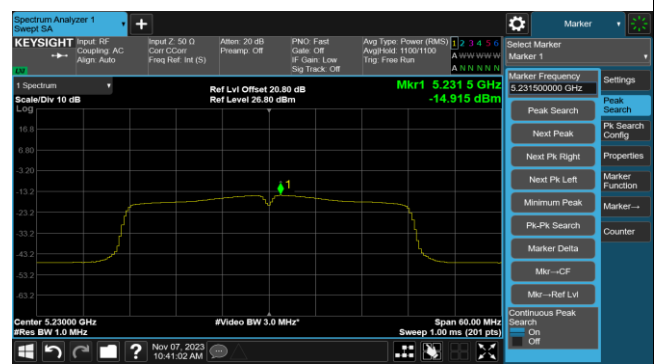 Spectrum Analyzer 1
Swept SA
Marker
KEYSIGHT
Input: RF
Coupling: AC
Align: Auto
Input Z: 50 Ω
Corr CCorr
Freq Ref: Int (S)
Atten: 20 dB
Preamp: Off
PNO: Fast
Gate: Off
IF Gain: Low
Sig Track: Off
Avg Type: Power (RMS)
Avg|Hold: 1100/1100
Trig: Free Run
1 2 3 4 5 6
A W W W W W
A N N N N N
Select Marker
Marker 1
LW
1 Spectrum
Scale/Div 10 dB
Log
Ref Lvl Offset 20.80 dB
Ref Level 26.80 dBm
Mkr1 5.231 5 GHz
-14.915 dBm
16.8
6.80
-3.20
-13.2
-23.2
-33.2
-43.2
-53.2
-63.2
1
Center 5.23000 GHz
#Res BW 1.0 MHz
#Video BW 3.0 MHz*
Span 60.00 MHz
Sweep 1.00 ms (201 pts)
Marker Frequency
5.231500000 GHz
Peak Search
Next Peak
Next Pk Right
Next Pk Left
Minimum Peak
Pk-Pk Search
Marker Delta
Mkr→CF
Mkr→Ref Lvl
Continuous Peak
Search
On
Off
Settings
Peak
Search
Pk Search
Config
Properties
Marker
Function
Marker→
Counter
?
Nov 07, 2023
10:41:02 AM